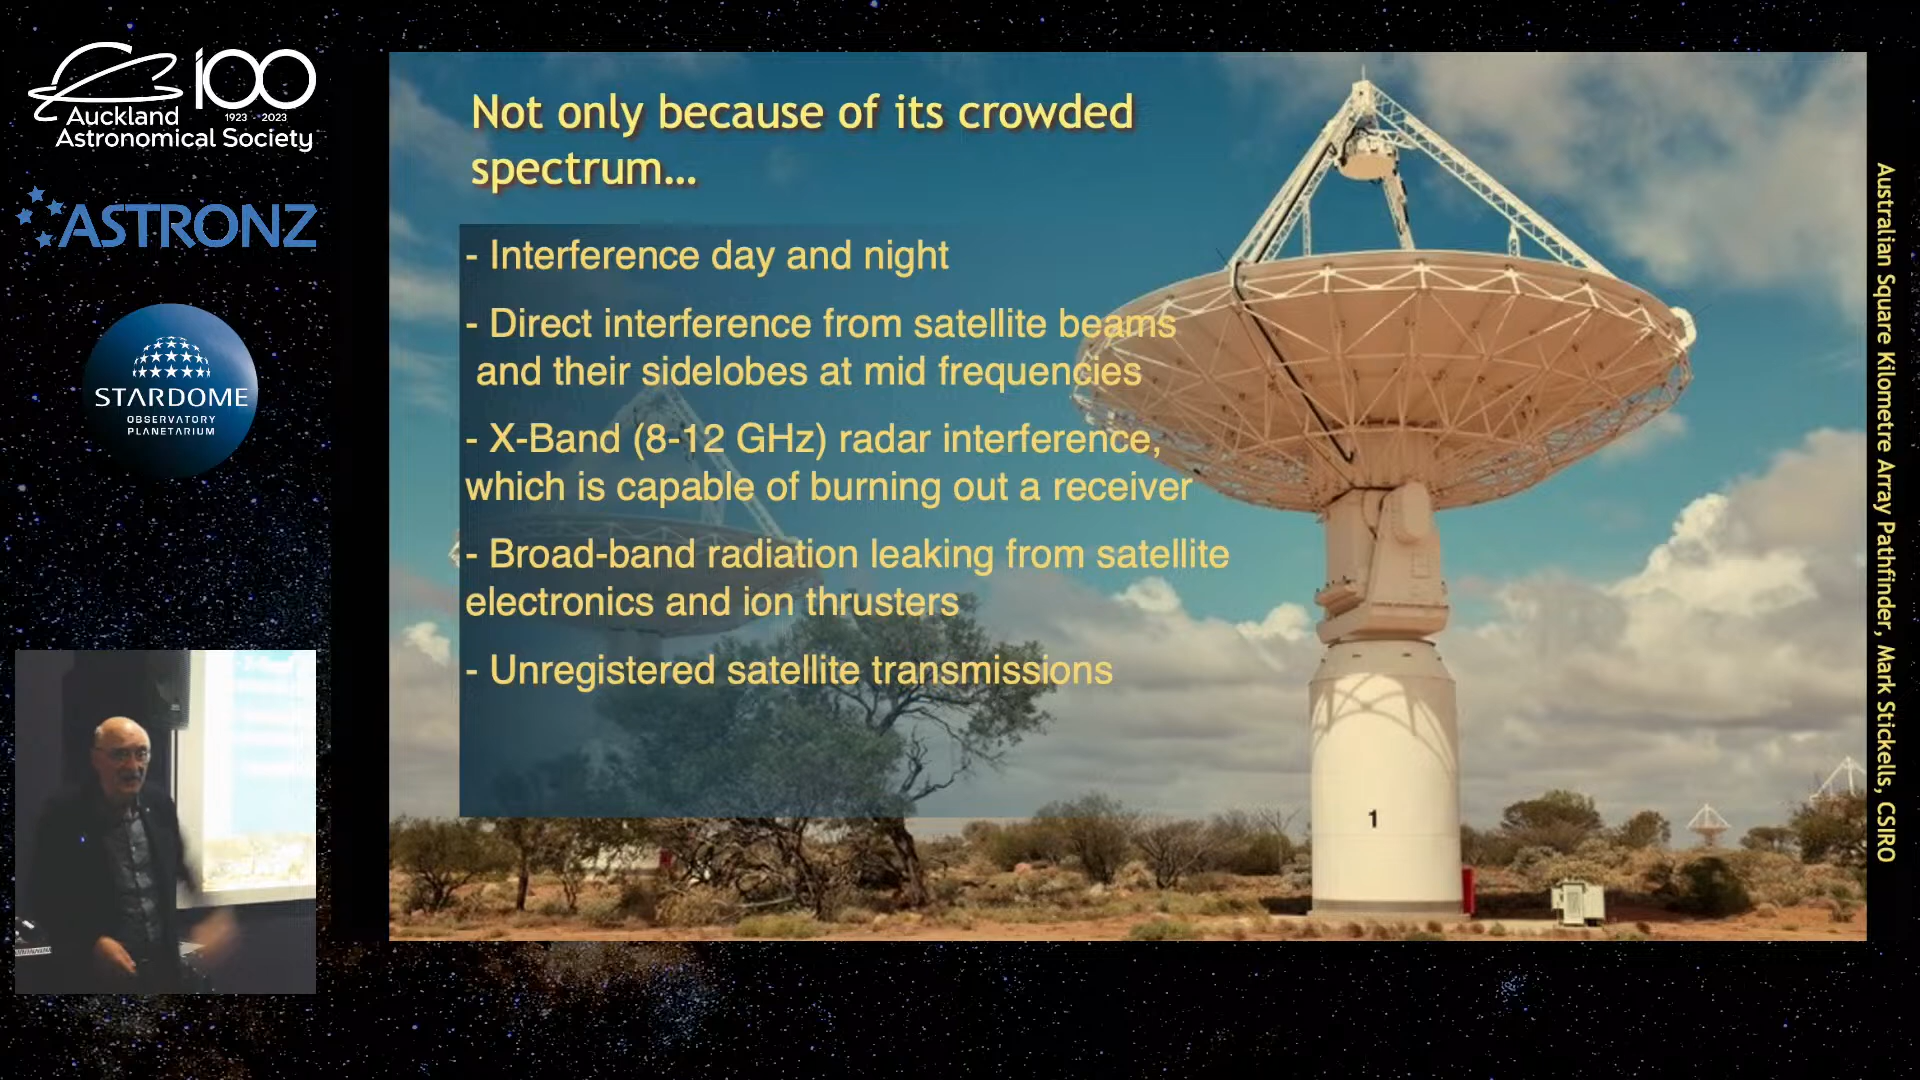 100
1923 - 2023
Auckland
Astronomical Society
ASTRONZ
STARDOME
OBSERVATORY
PLANETARIUM
Not only because of its crowded
spectrum...
- Interference day and night
- Direct interference from satellite beams
and their sidelobes at mid frequencies
- X-Band (8-12 GHz) radar interference,
which is capable of burning out a receiver
- Broad-band radiation leaking from satellite
electronics and ion thrusters
- Unregistered satellite transmissions
1
Australian Square Kilometre Array Pathfinder, Mark Stickells, CSIRO